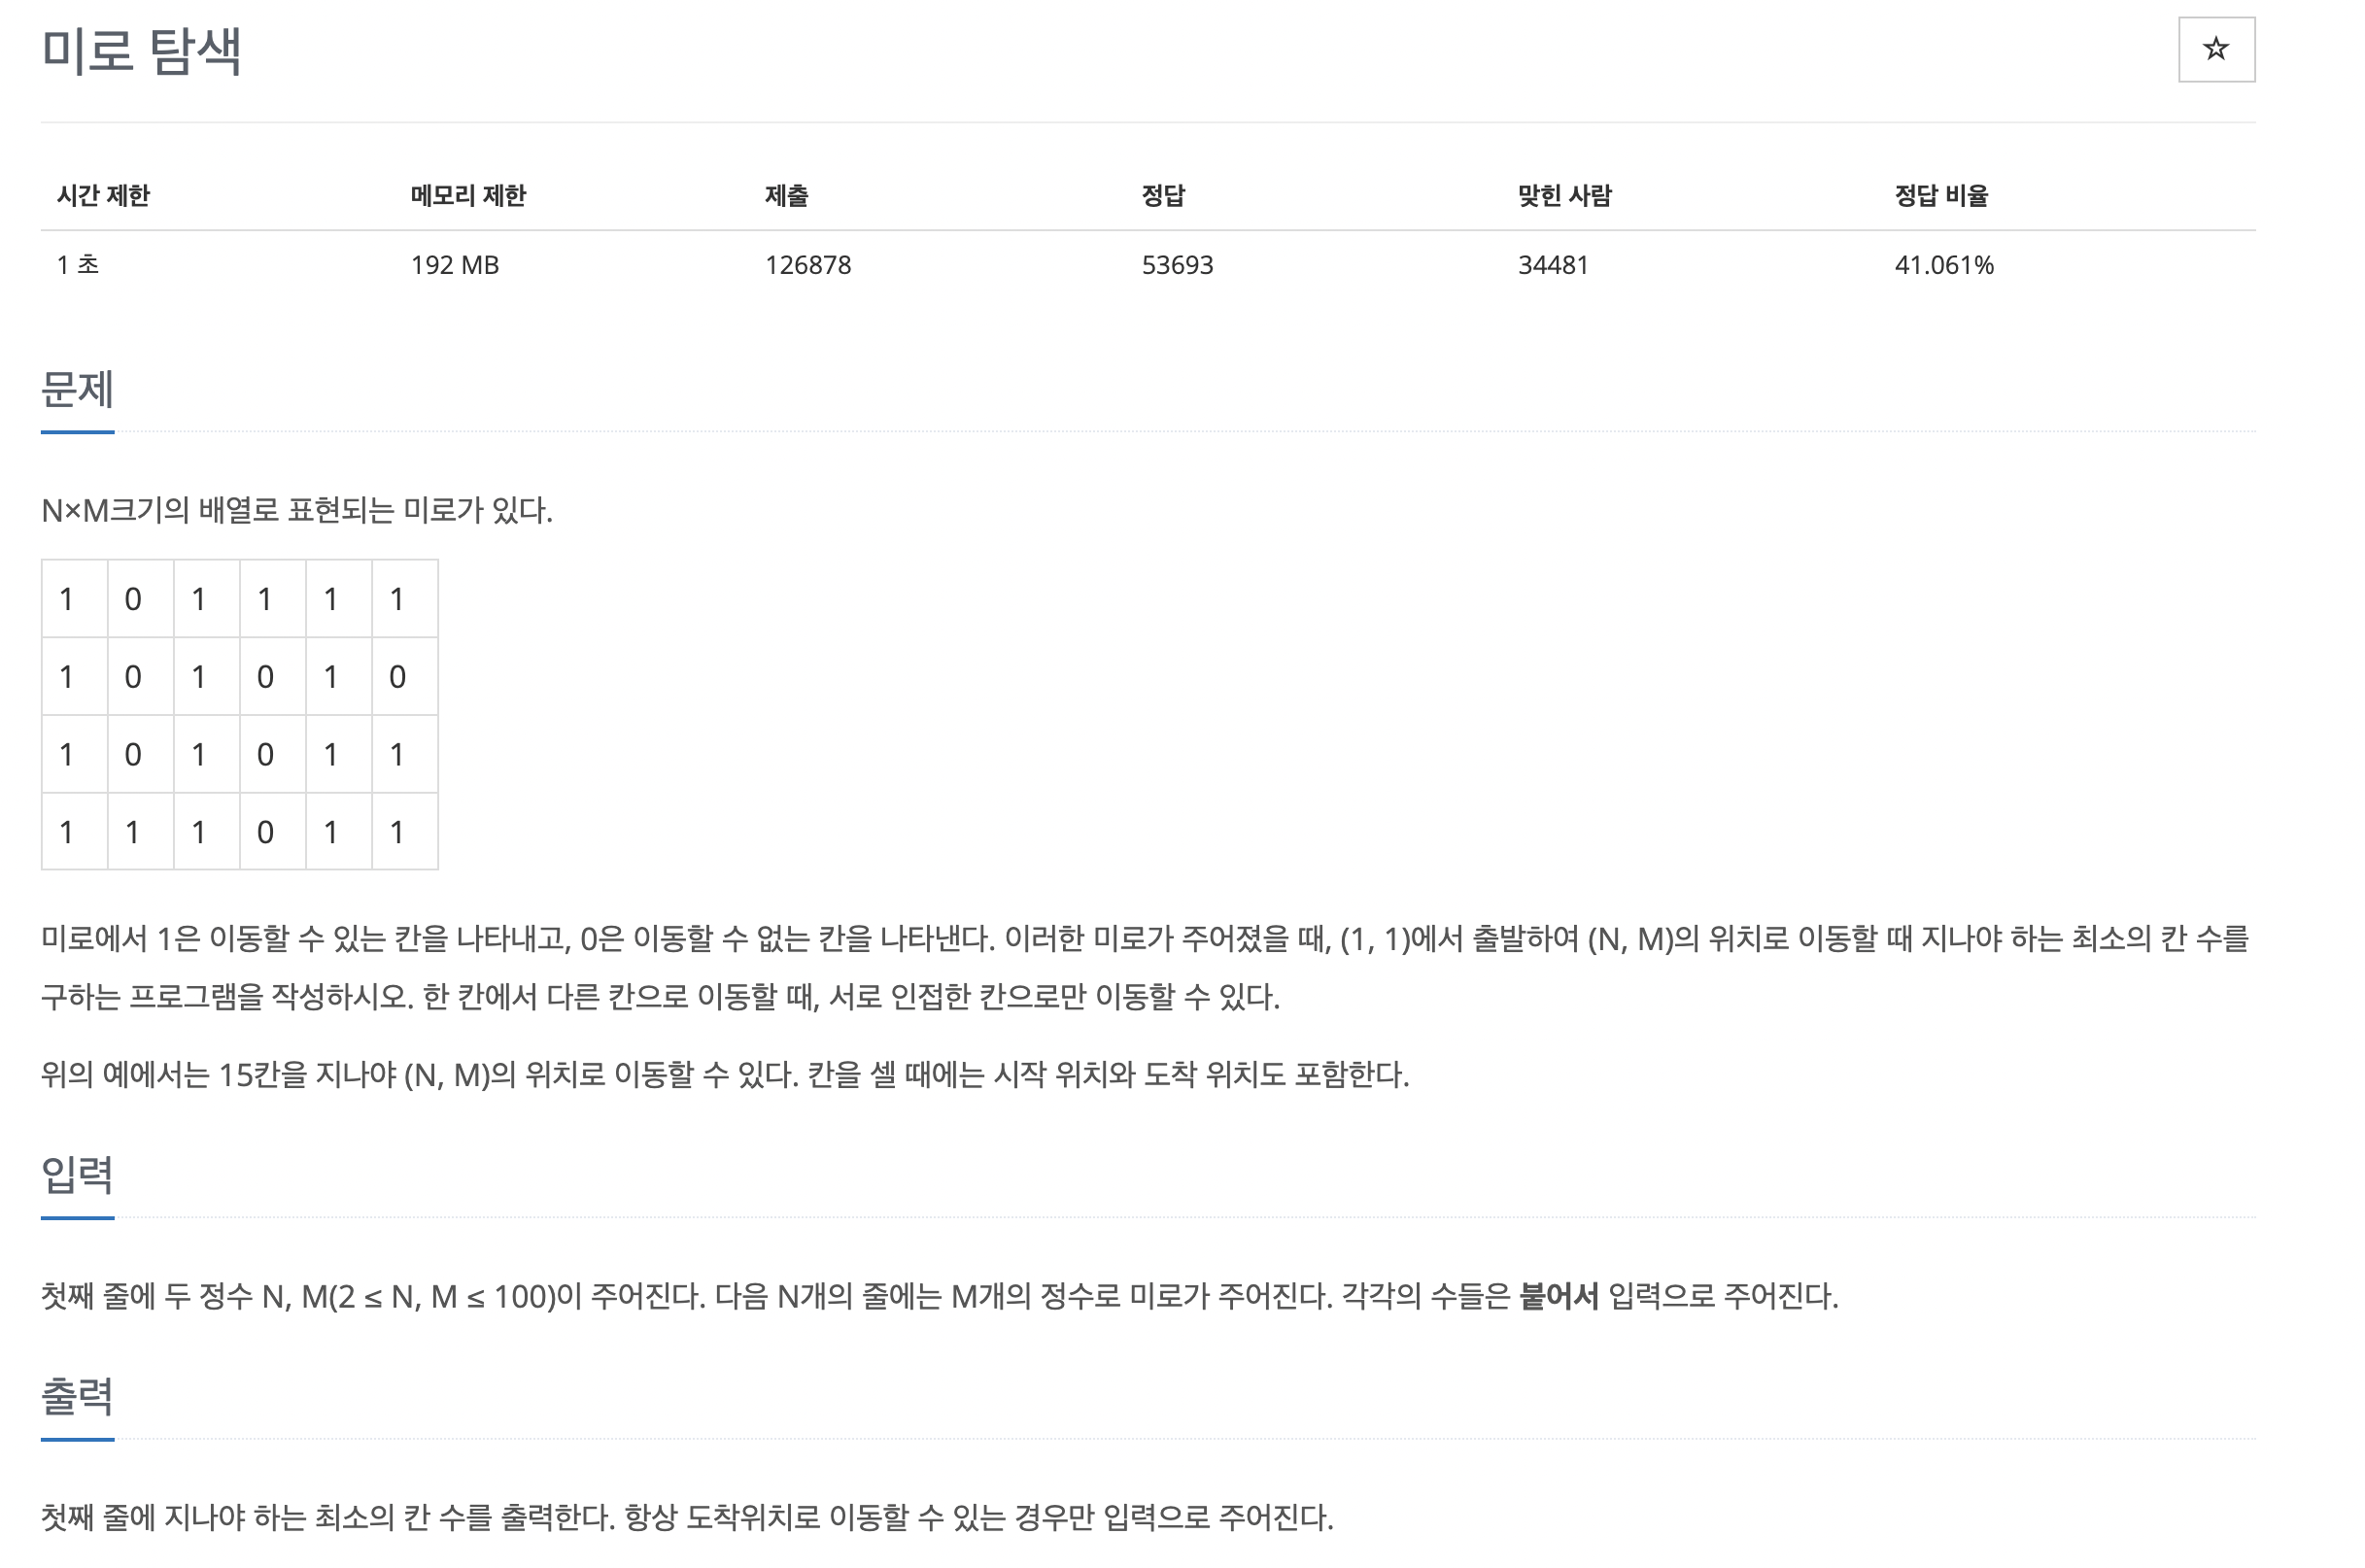 미로 탐색
☆
시간 제한 메모리 제한 제출 정답 맞힌 사람 정답 비율
1 초 192 MB 126878 53693 34481 41.061%
문제
N×M크기의 배열로 표현되는 미로가 있다.
1 0 1 1 1 1
1 0 1 0 1 0
1 0 1 0 1 1
1 1 1 0 1 1
미로에서 1은 이동할 수 있는 칸을 나타내고, 0은 이동할 수 없는 칸을 나타낸다. 이러한 미로가 주어졌을 때, (1, 1)에서 출발하여 (N, M)의 위치로 이동할 때 지나야 하는 최소의 칸 수를
구하는 프로그램을 작성하시오. 한 칸에서 다른 칸으로 이동할 때, 서로 인접한 칸으로만 이동할 수 있다.
위의 예에서는 15칸을 지나야 (N, M)의 위치로 이동할 수 있다. 칸을 셀 때에는 시작 위치와 도착 위치도 포함한다.
입력
첫째 줄에 두 정수 N, M(2 ≤ N, M ≤ 100)이 주어진다. 다음 N개의 줄에는 M개의 정수로 미로가 주어진다. 각각의 수들은 붙어서 입력으로 주어진다.
출력
첫째 줄에 지나야 하는 최소의 칸 수를 출력한다. 항상 도착위치로 이동할 수 있는 경우만 입력으로 주어진다.